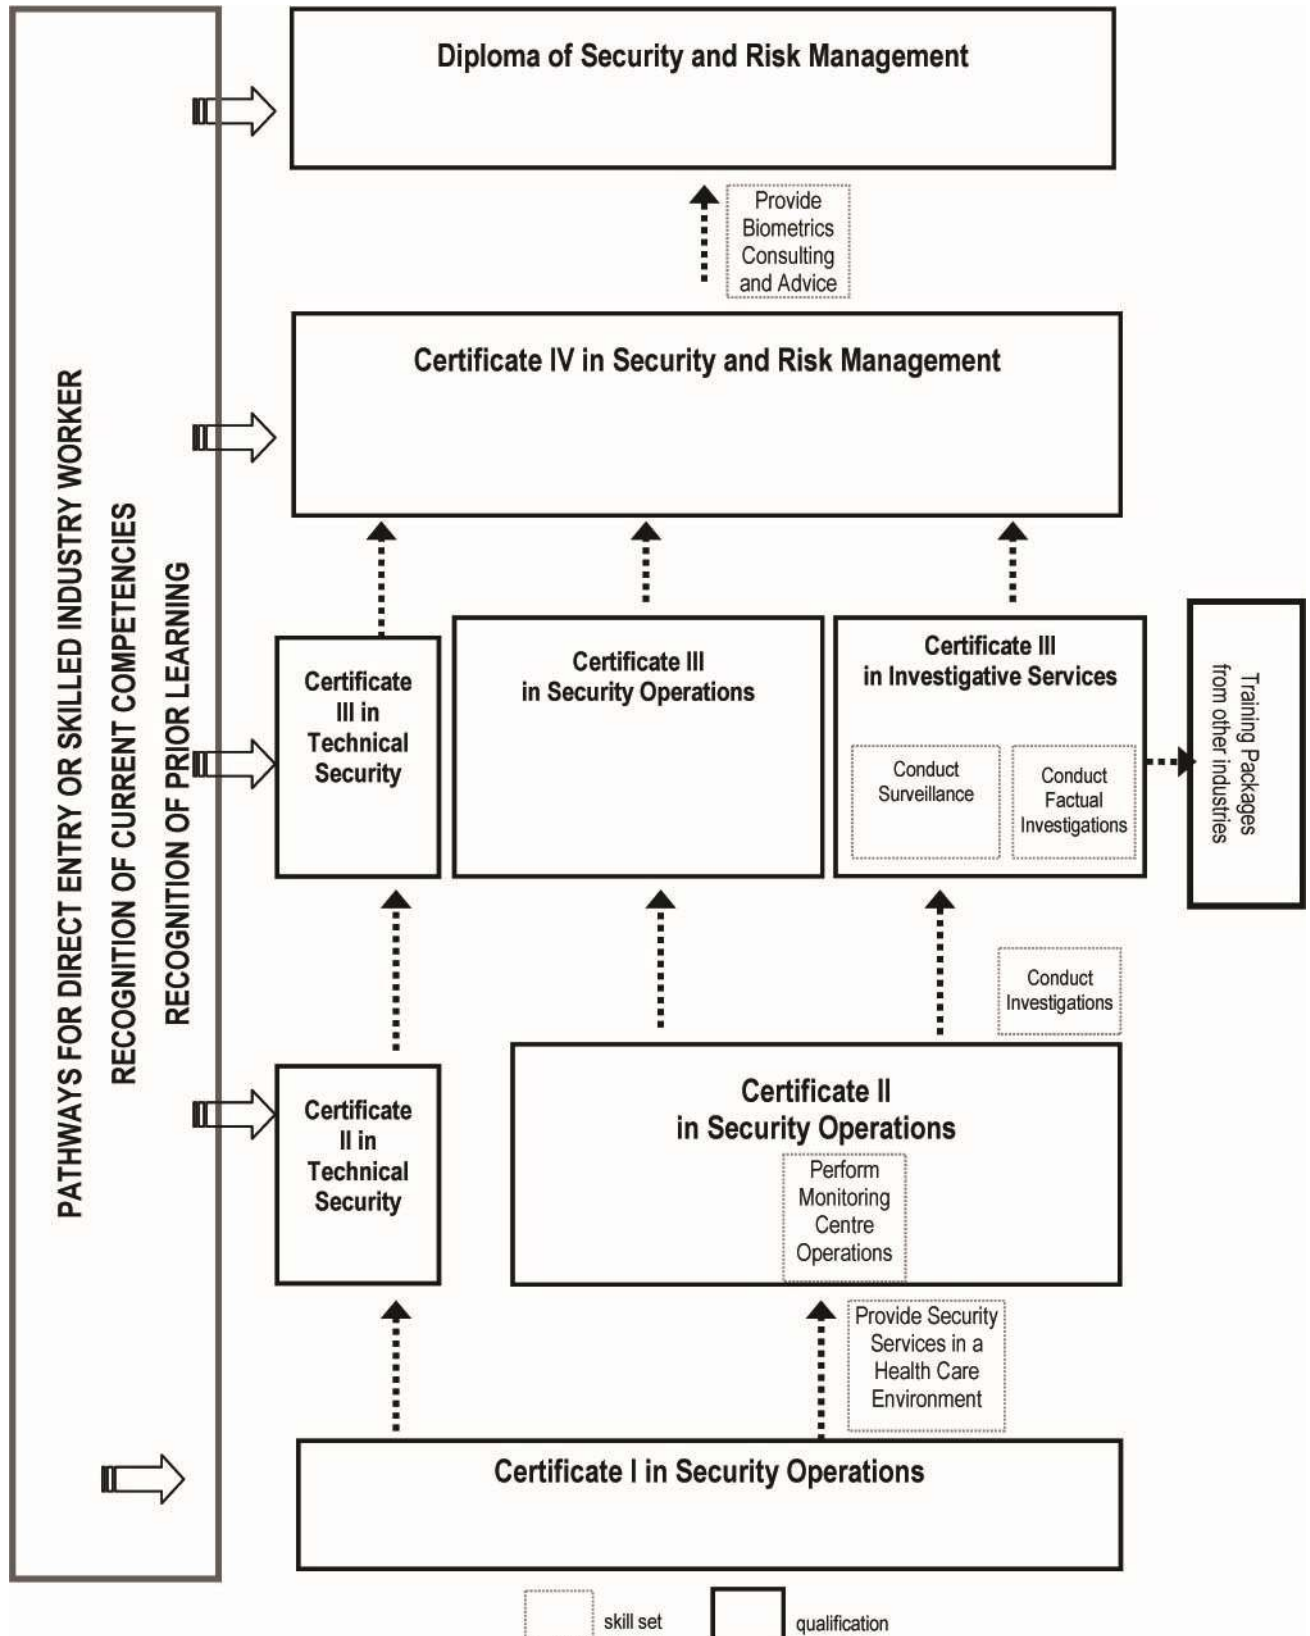 Diploma of Security and Risk Management
Provide
Biometrics
Consulting
and Advice
Certificate IV in Security and Risk Management
PATHWAYS FOR DIRECT ENTRY OR SKILLED INDUSTRY WORKER
RECOGNITION OF CURRENT COMPETENCIES
RECOGNITION OF PRIOR LEARNING
Certificate
III in
Technical
Security
Certificate III
in Security Operations
Certificate III
in Investigative Services
Conduct
Surveillance
Conduct
Factual
Investigations
Training Packages
from other industries
Conduct
Investigations
Certificate
II in
Technical
Security
Certificate II
in Security Operations
Perform
Monitoring
Centre
Operations
Provide Security
Services in a
Health Care
Environment
Certificate I in Security Operations
skill set
qualification